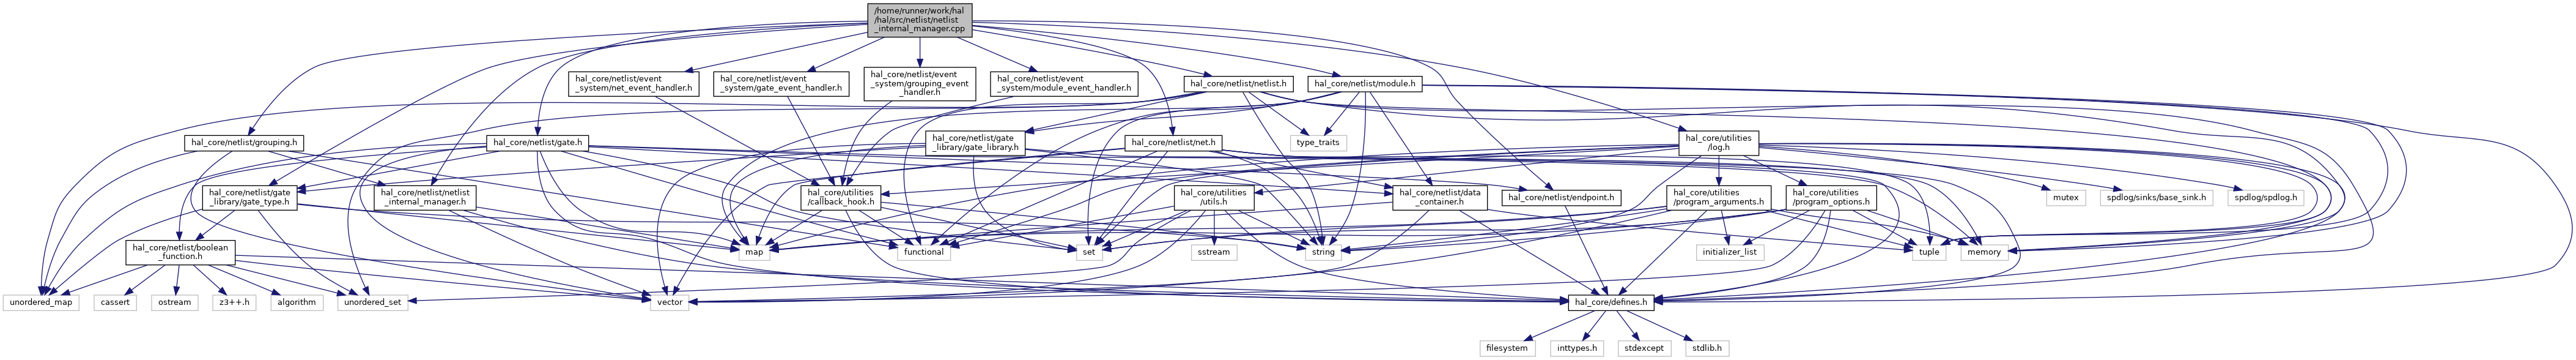 /home/runner/work/hal
/hal/src/netlist/netlist
_internal_manager.cpp
hal_core/netlist/event
_system/net_event_handler.h
hal_core/netlist/event
_system/gate_event_handler.h
hal_core/netlist/event
_system/grouping_event
_handler.h
hal_core/netlist/event
_system/module_event_handler.h
hal_core/netlist/netlist.h
hal_core/netlist/module.h
hal_core/netlist/grouping.h
hal_core/netlist/gate.h
hal_core/netlist/gate
_library/gate_library.h
hal_core/netlist/net.h
type_traits
hal_core/utilities
/log.h
hal_core/netlist/gate
_library/gate_type.h
hal_core/netlist/netlist
_internal_manager.h
hal_core/utilities
/callback_hook.h
hal_core/utilities
/utils.h
hal_core/netlist/data
_container.h
hal_core/netlist/endpoint.h
hal_core/utilities
/program_arguments.h
hal_core/utilities
/program_options.h
mutex
spdlog/sinks/base_sink.h
spdlog/spdlog.h
hal_core/netlist/boolean
_function.h
map
functional
set
sstream
string
initializer_list
tuple
memory
unordered_map
cassert
ostream
z3++.h
algorithm
unordered_set
vector
hal_core/defines.h
filesystem
inttypes.h
stdexcept
stdlib.h